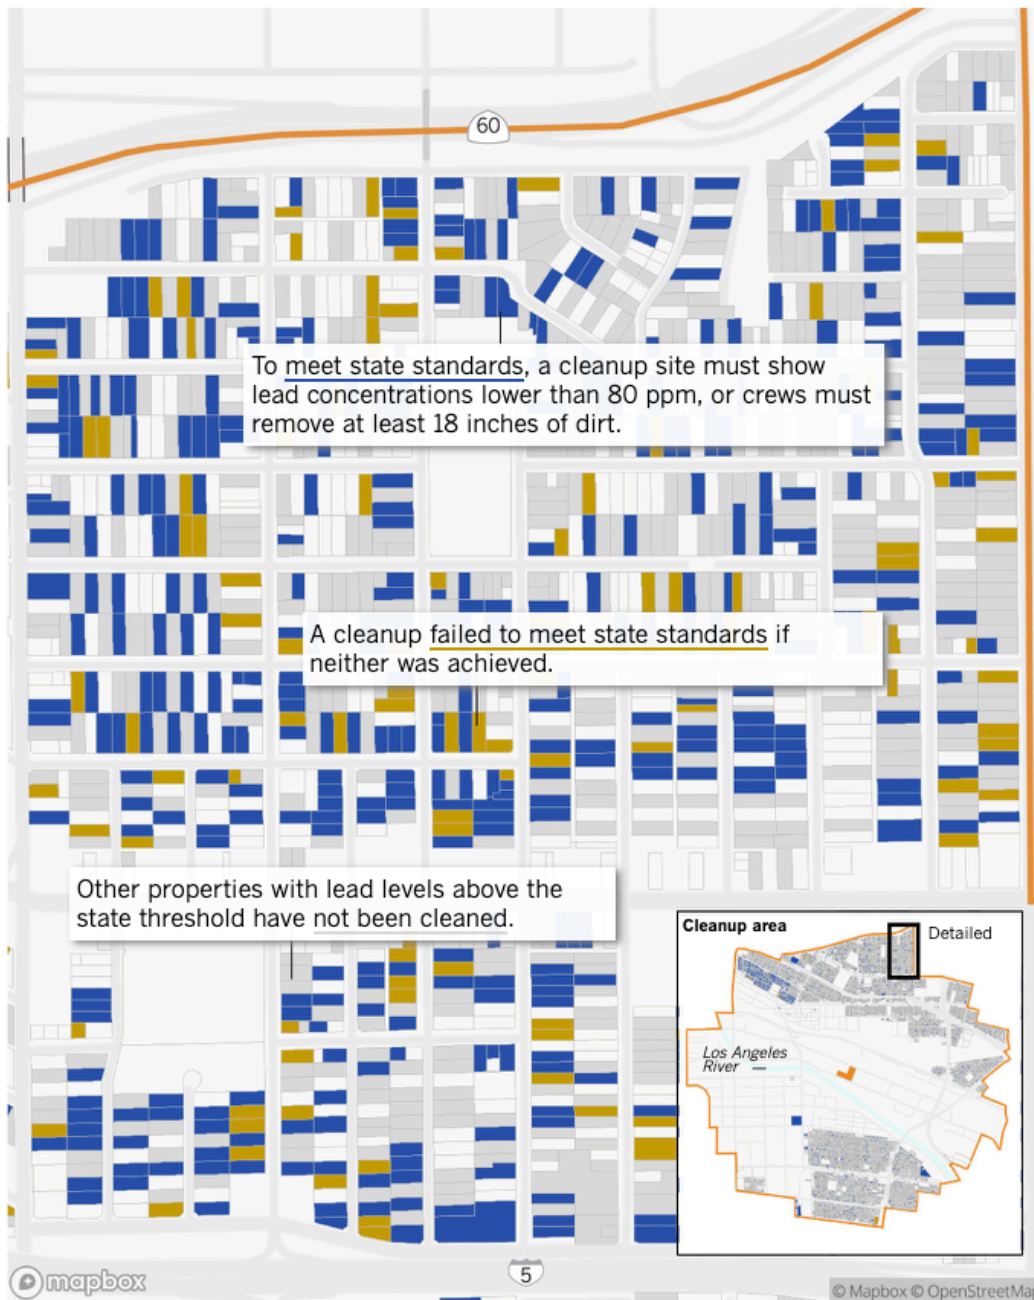 60
To meet state standards, a cleanup site must show
lead concentrations lower than 80 ppm, or crews must
remove at least 18 inches of dirt.
A cleanup failed to meet state standards if
neither was achieved.
Other properties with lead levels above the
state threshold have not been cleaned.
Cleanup area
Detailed
Los Angeles
River
5
mapbox
© Mapbox © OpenStreetMa